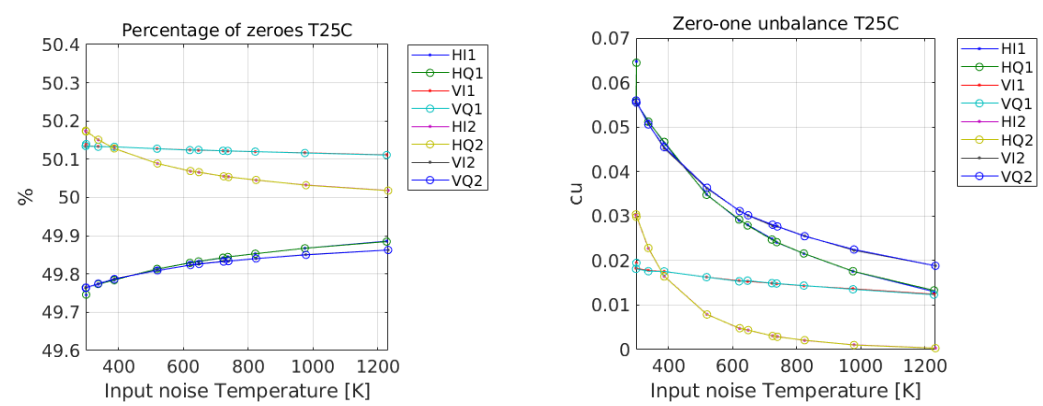 Percentage of zeroes T25C
50.4
50.3
50.2
50.1
50
49.9
49.8
49.7
49.6
%
400
600
800
1000
1200
Input noise Temperature [K]
HI1
HQ1
VI1
VQ1
HI2
HQ2
VI2
VQ2
Zero-one unbalance T25C
0.07
0.06
0.05
0.04
0.03
0.02
0.01
0
cu
400
600
800
1000
1200
Input noise Temperature [K]
HI1
HQ1
VI1
VQ1
HI2
HQ2
VI2
VQ2